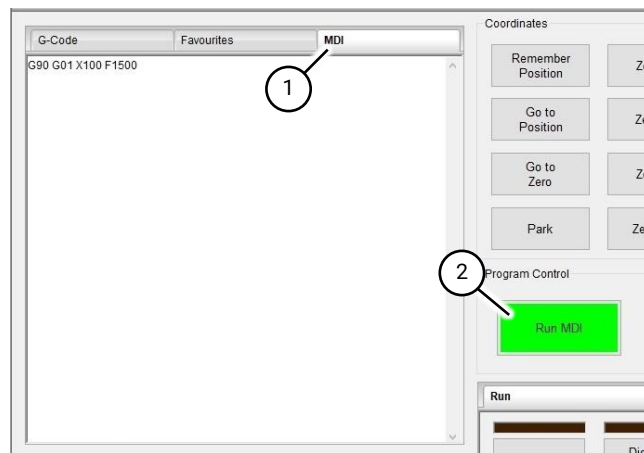 G-Code
Favourites
MDI
G90 G01 X100 F1500
1
Coordinates
Remember
Position
Go to
Position
Go to
Zero
Park
2
Program Control
Run MDI
Run